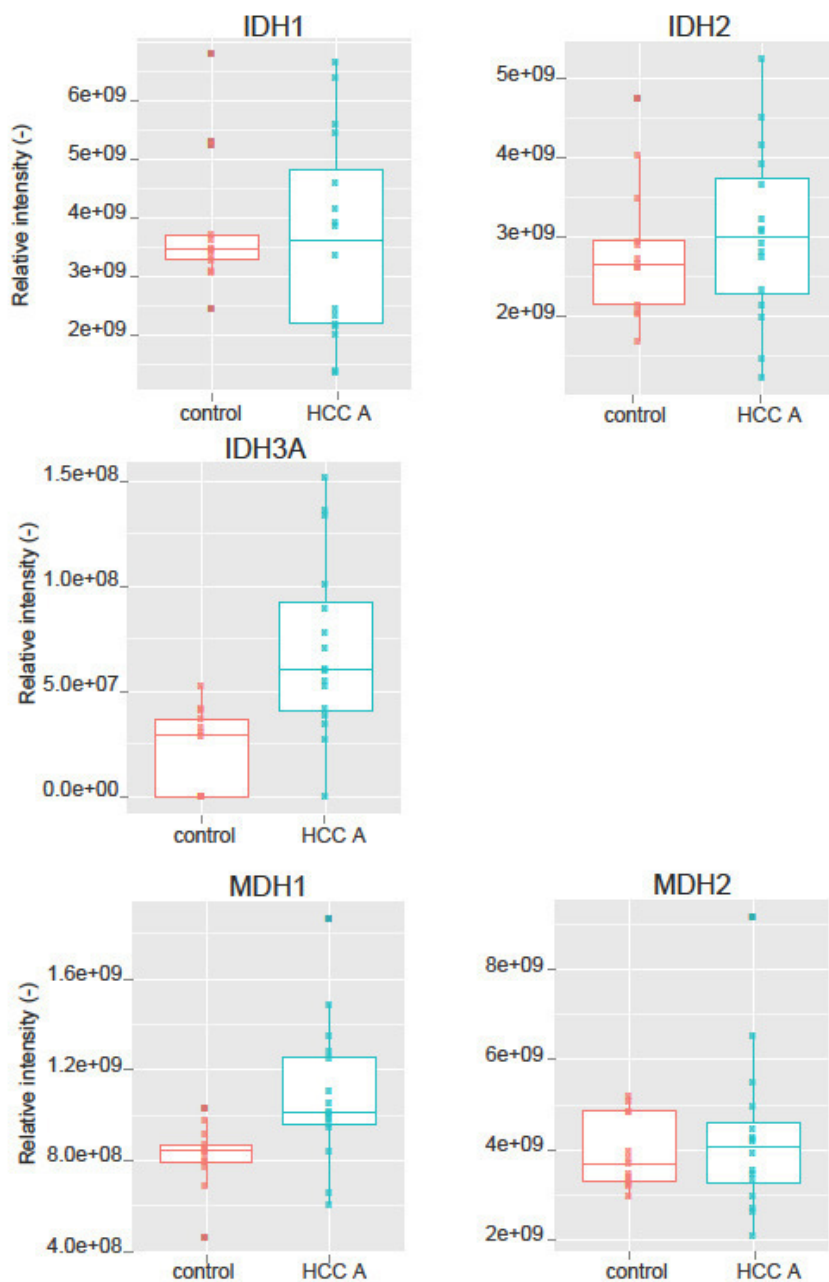 IDH1
IDH2
Relative intensity (-)
6e+09
5e+09
4e+09
3e+09
2e+09
control
HCC A
5e+09
4e+09
3e+09
2e+09
control
HCC A
IDH3A
Relative intensity (-)
1.5e+08
1.0e+08
5.0e+07
0.0e+00
control
HCC A
MDH1
MDH2
Relative intensity (-)
1.6e+09
1.2e+09
8.0e+08
4.0e+08
control
HCC A
8e+09
6e+09
4e+09
2e+09
control
HCC A